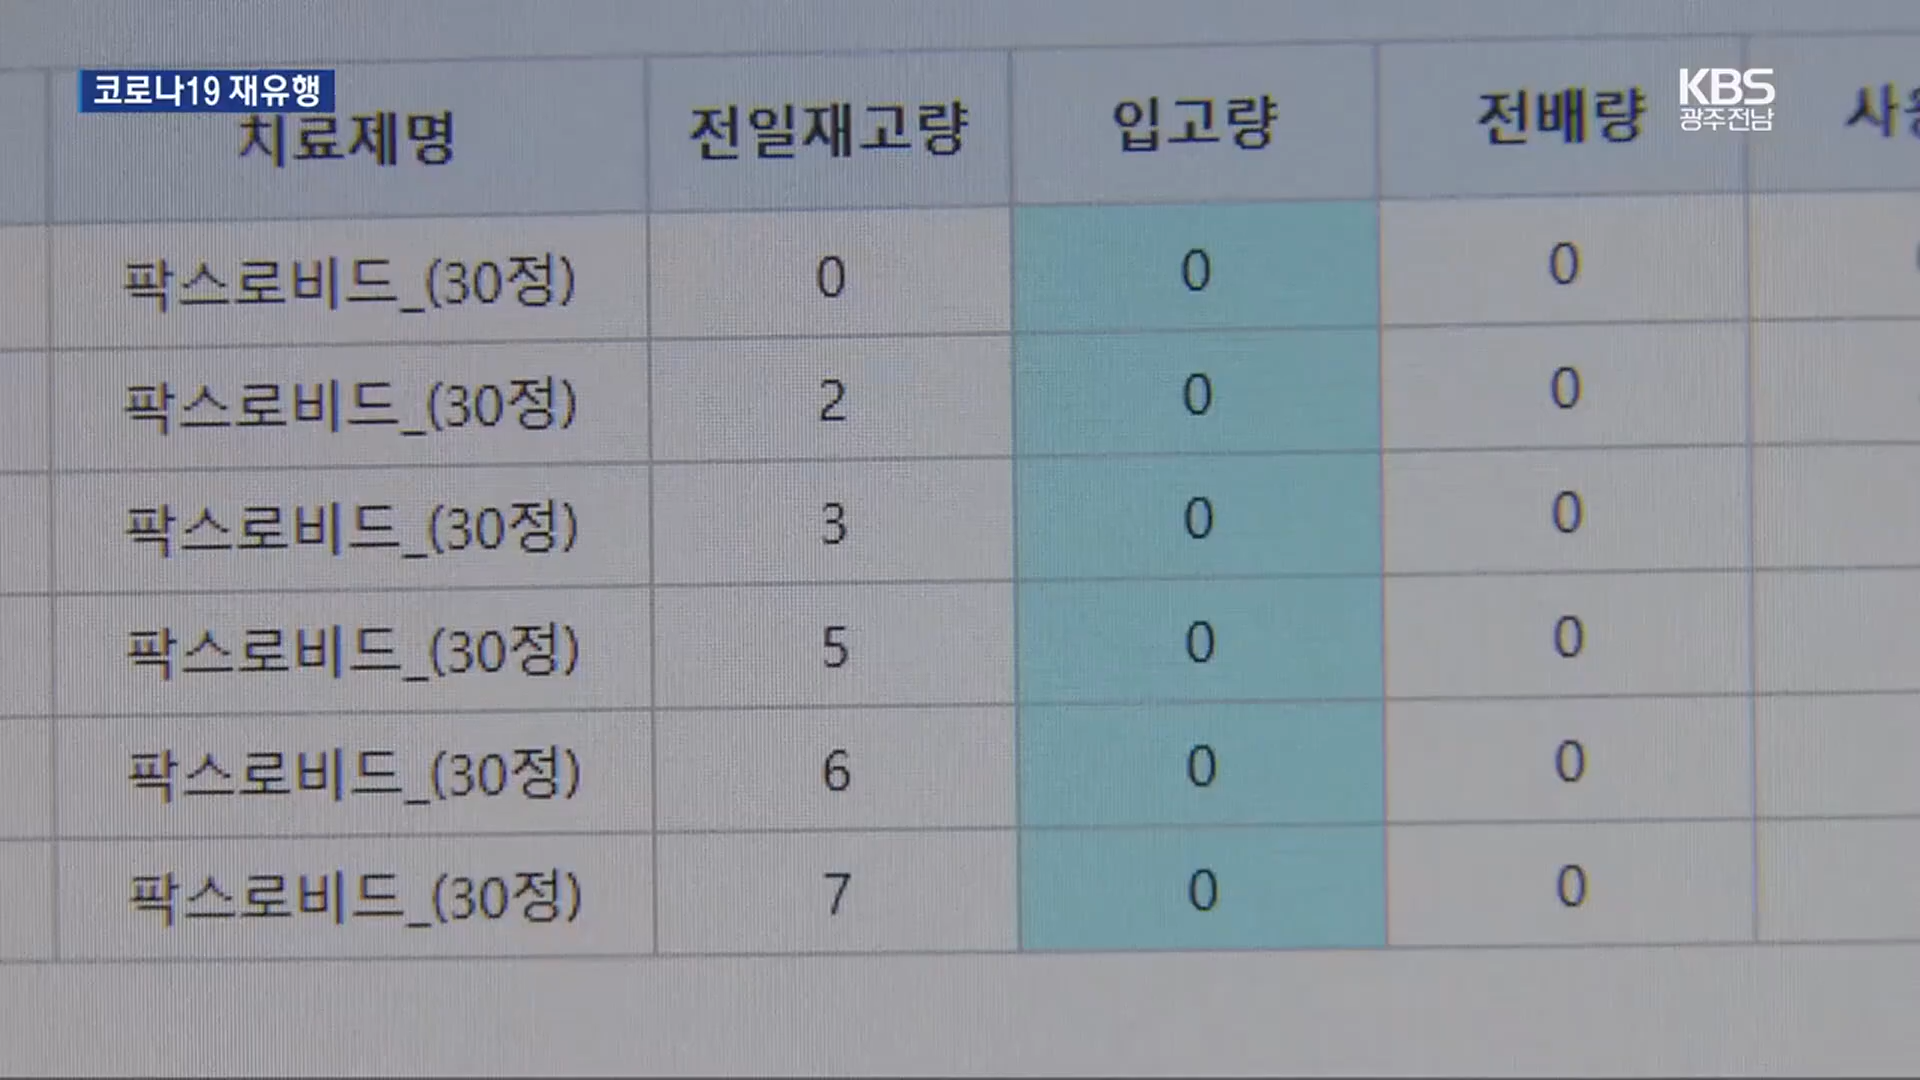 코로나19 재유행
KBS
광주전남
치료제명 전일재고량 입고량 전배량
팍스로비드_(30정) 0 0 0
팍스로비드_(30정) 2 0 0
팍스로비드_(30정) 3 0 0
팍스로비드_(30정) 5 0 0
팍스로비드_(30정) 6 0 0
팍스로비드_(30정) 7 0 0